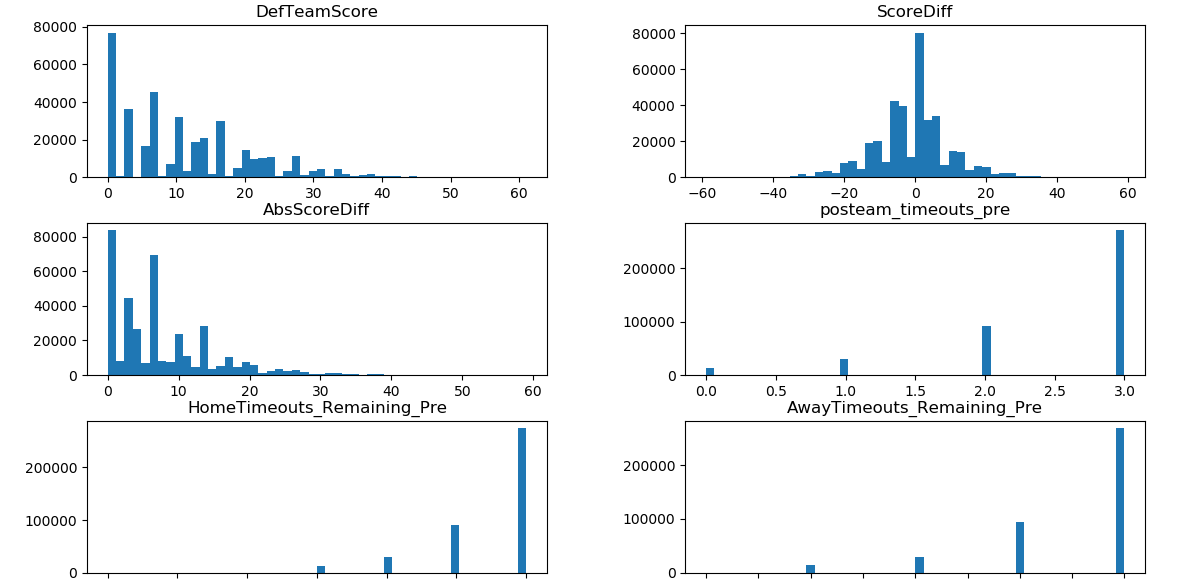 DefTeamScore
80000
60000
40000
20000
0
0 10 20 30 40 50 60
ScoreDiff
80000
60000
40000
20000
0
−60 −40 −20 0 20 40 60
AbsScoreDiff
80000
60000
40000
20000
0
0 10 20 30 40 50 60
posteam_timeouts_pre
200000
100000
0
0.0 0.5 1.0 1.5 2.0 2.5 3.0
HomeTimeouts_Remaining_Pre
200000
100000
0
AwayTimeouts_Remaining_Pre
200000
100000
0